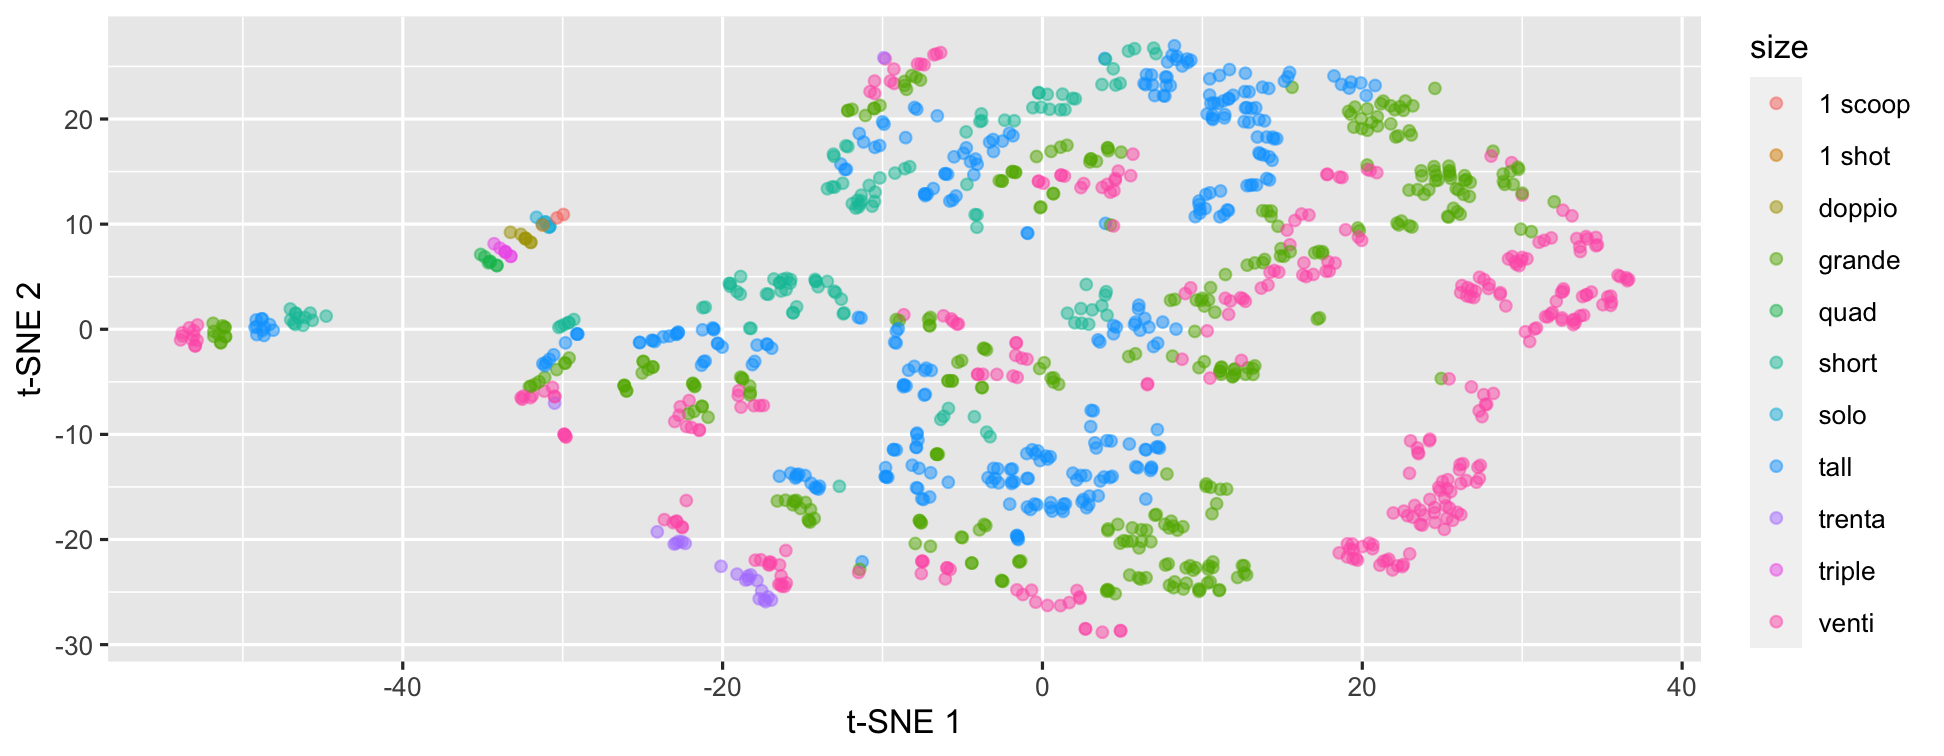 size
1 scoop
1 shot
doppio
grande
quad
short
solo
tall
trenta
triple
venti
t-SNE 2
20
10
0
-10
-20
-30
-40
-20
0
20
40
t-SNE 1